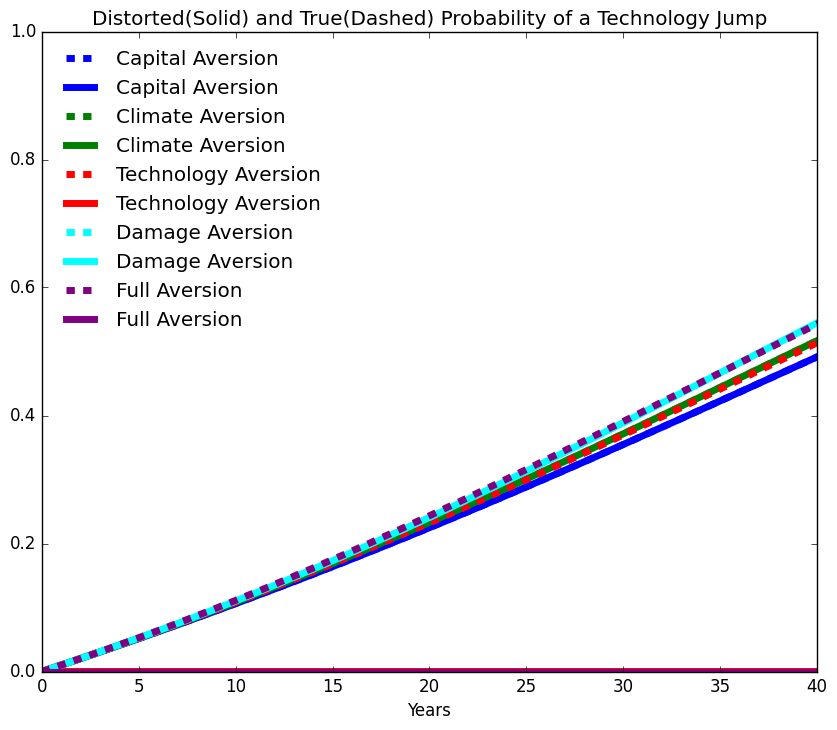 Distorted(Solid) and True(Dashed) Probability of a Technology Jump
1.0
Capital Aversion
Capital Aversion
Climate Aversion
Climate Aversion
Technology Aversion
Technology Aversion
Damage Aversion
Damage Aversion
Full Aversion
Full Aversion
0.8
0.6
0.4
0.2
0.0
0 5 10 15 20 25 30 35 40
Years